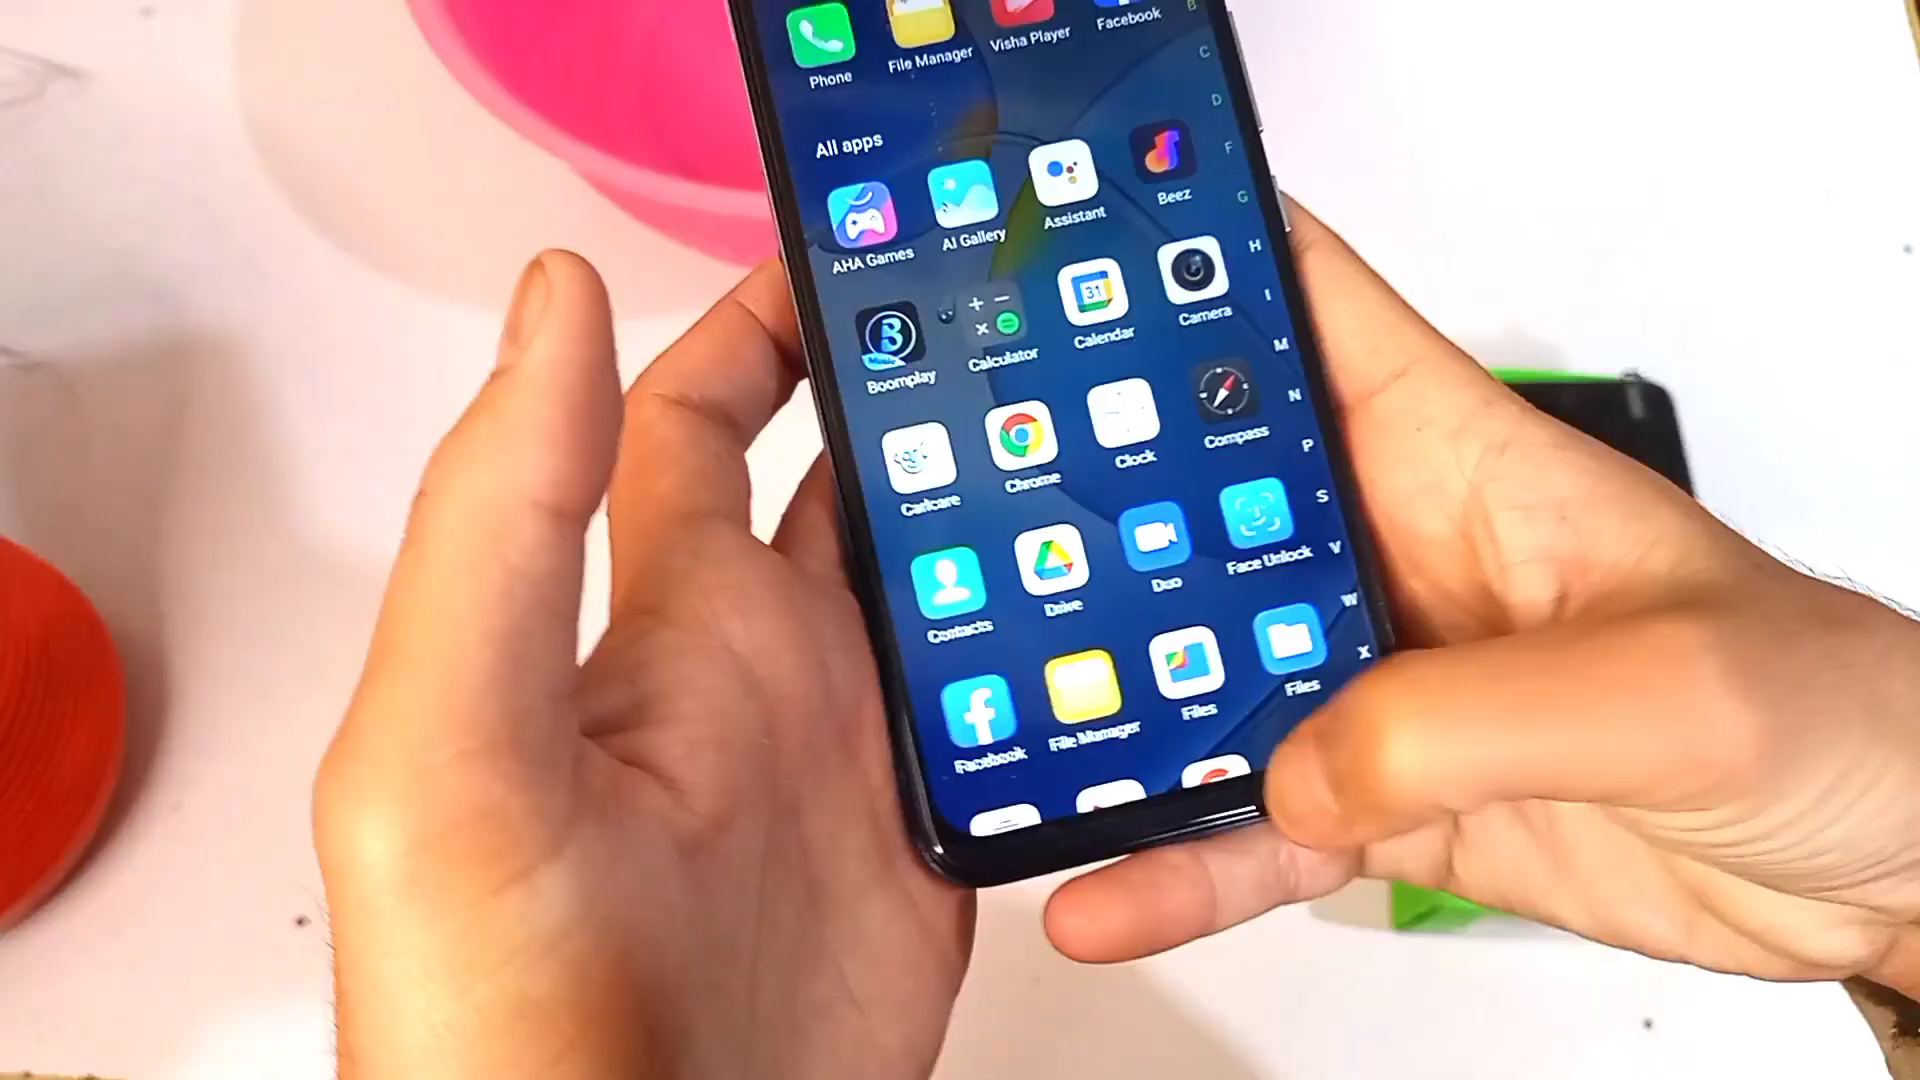 Phone File Manager Visha Player Facebook
All apps
AHA Games AI Gallery Assistant Beez
Boomplay Calculator 31 Calendar Camera
Carlcare Chrome Clock Compass
Contacts Drive Duo Face Unlock
Facebook File Manager Files Files
B
C
D
F
G
H
I
M
N
P
S
V
W
X